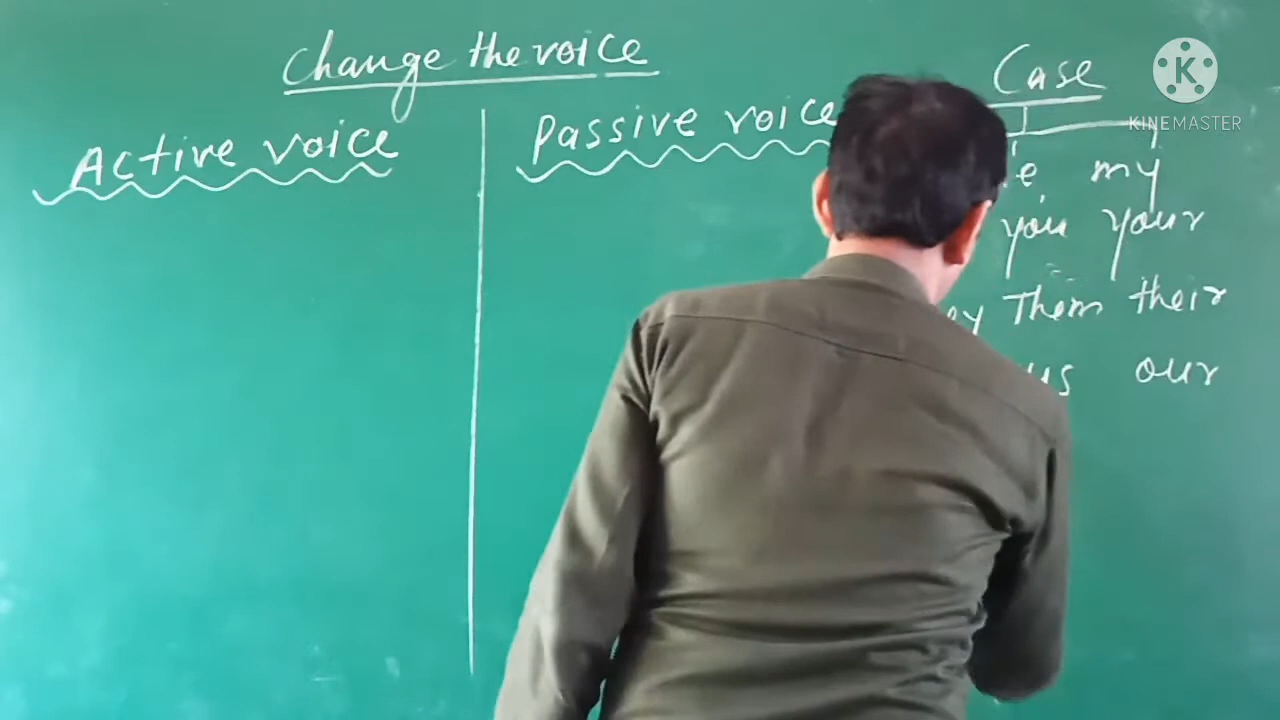 Change the voice
Case
K
KINEMASTER
Active voice
Passive voice
my
you your
Them their
us our